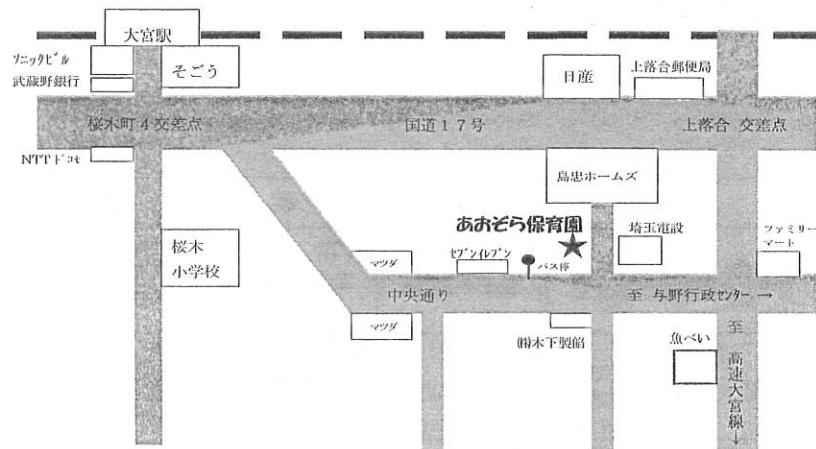 大宮駅
ソニックビル
武蔵野銀行
そごう
日産
上落合郵便局
桜木町4交差点
国道17号
上落合 交差点
NTTドコモ
島忠ホームズ
あおぞら保育園
桜木
小学校
マツダ
セブンイレブン
バス停
埼玉電設
ファミリー
マート
中央通り
至 与野行政センター →
マツダ
㈱木下製餡
魚べい
至 高速大宮線→